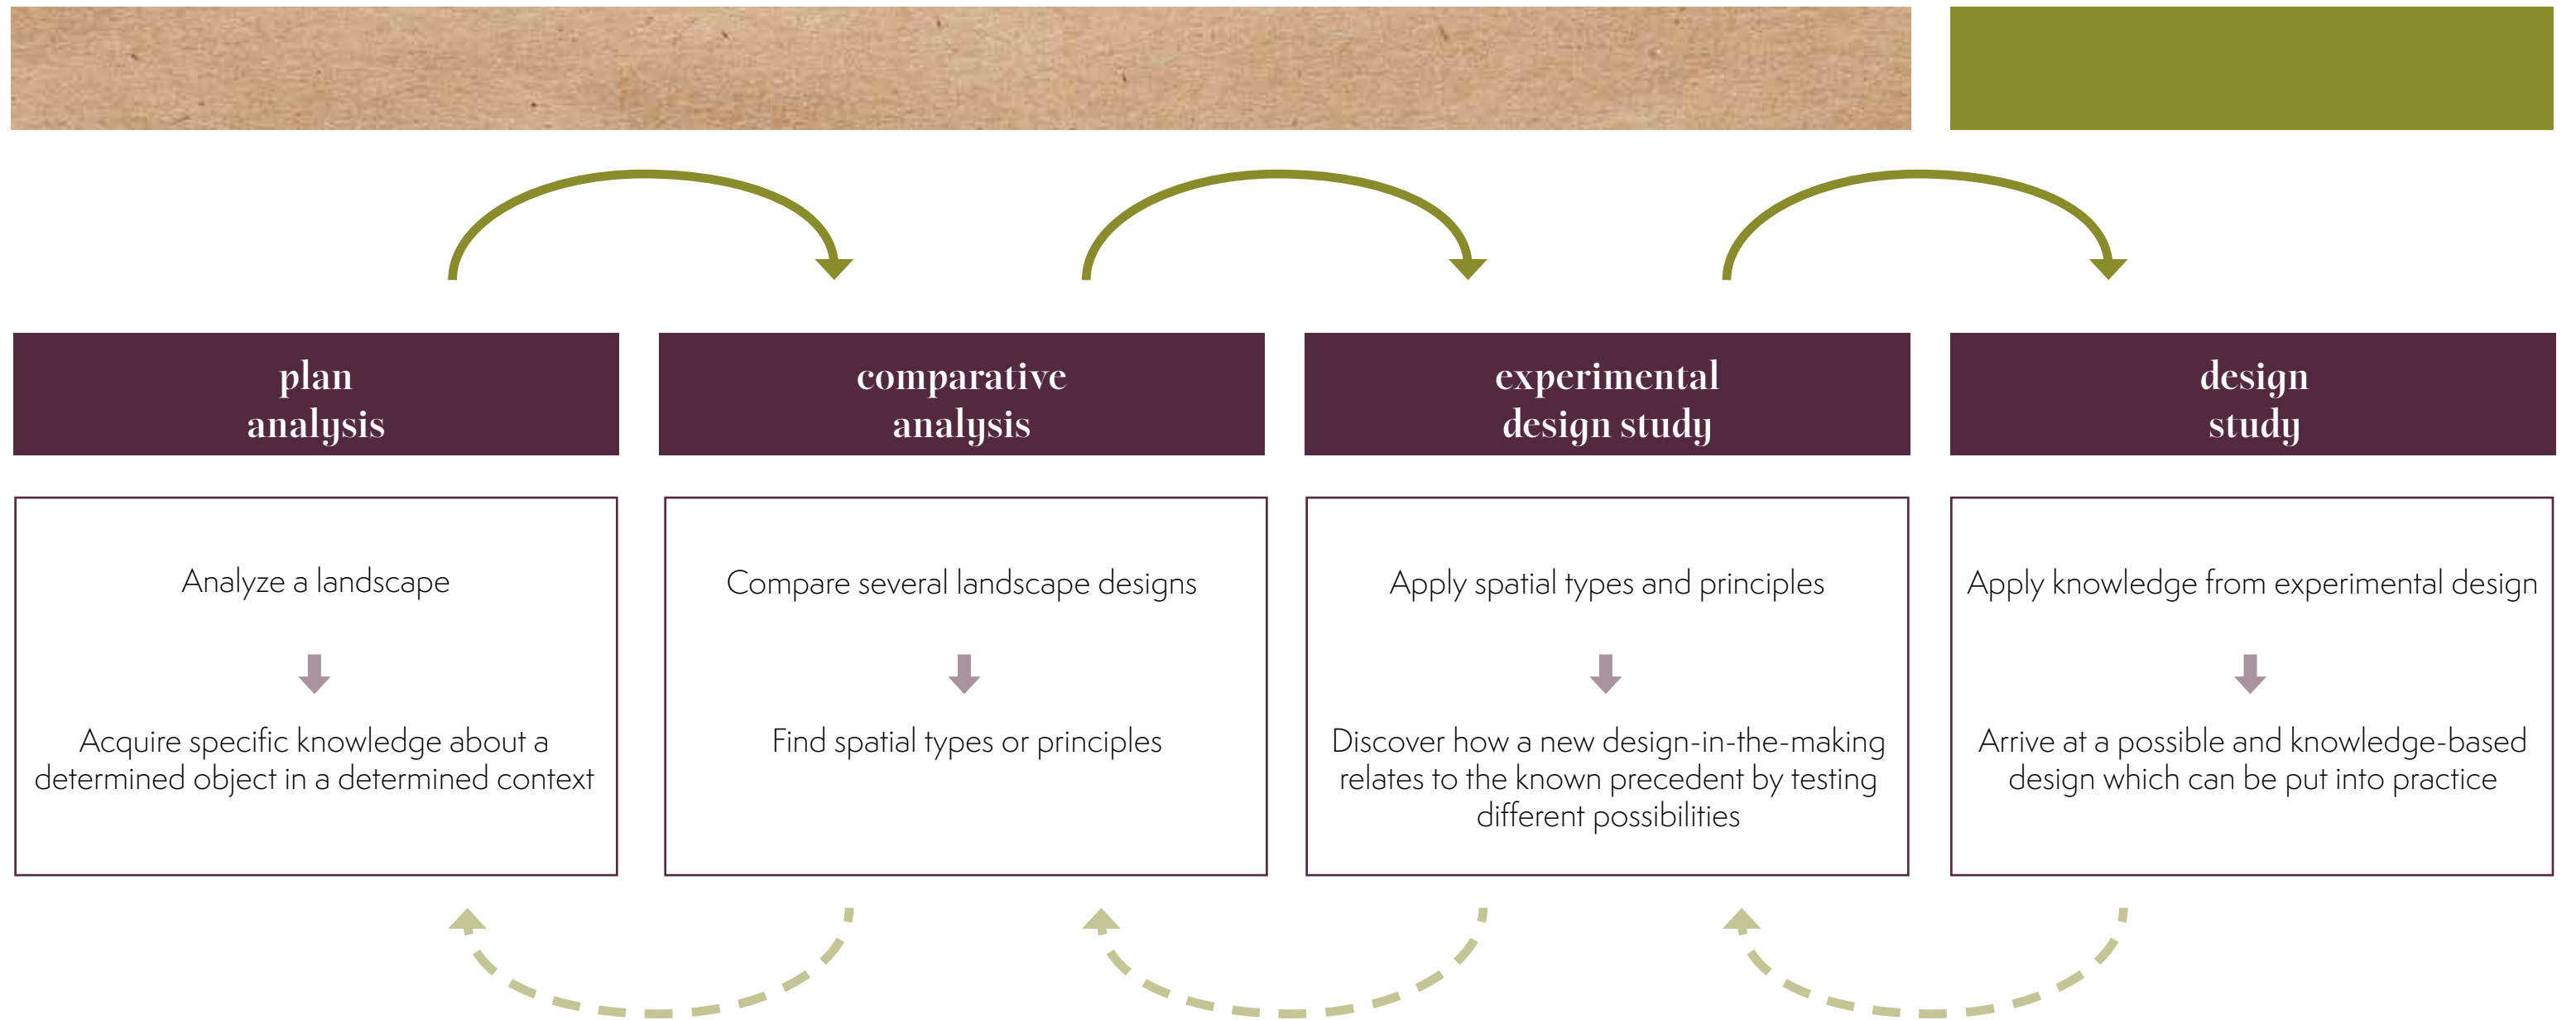 plan
analysis
comparative
analysis
experimental
design study
design
study
Analyze a landscape
Acquire specific knowledge about a
determined object in a determined context
Compare several landscape designs
Find spatial types or principles
Apply spatial types and principles
Discover how a new design-in-the-making
relates to the known precedent by testing
different possibilities
Apply knowledge from experimental design
Arrive at a possible and knowledge-based
design which can be put into practice